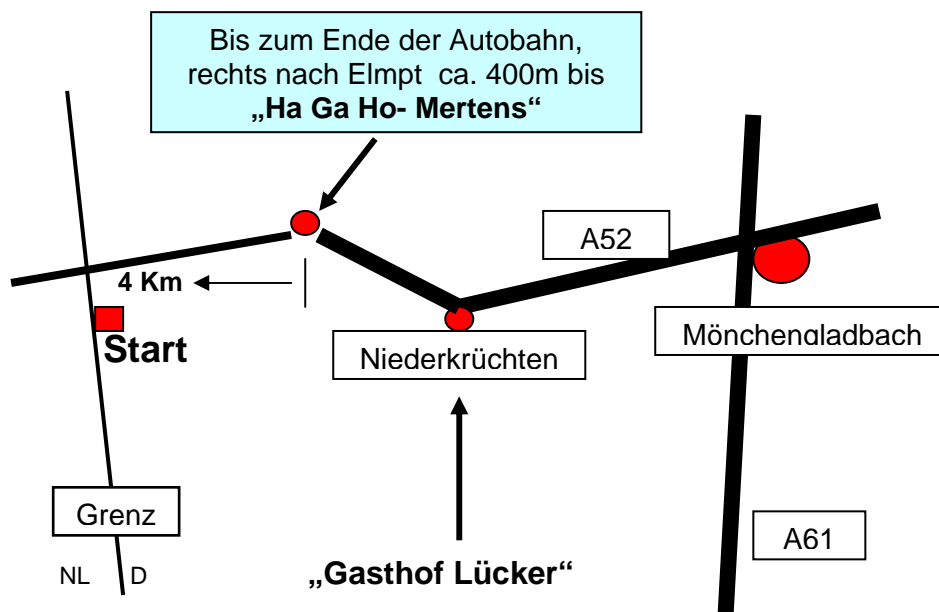 Bis zum Ende der Autobahn,
rechts nach Elmpt ca. 400m bis
„Ha Ga Ho- Mertens“
A52
4 Km
Start
Niederkrüchten
Mönchengladbach
Grenz
A61
NL D
„Gasthof Lücker“